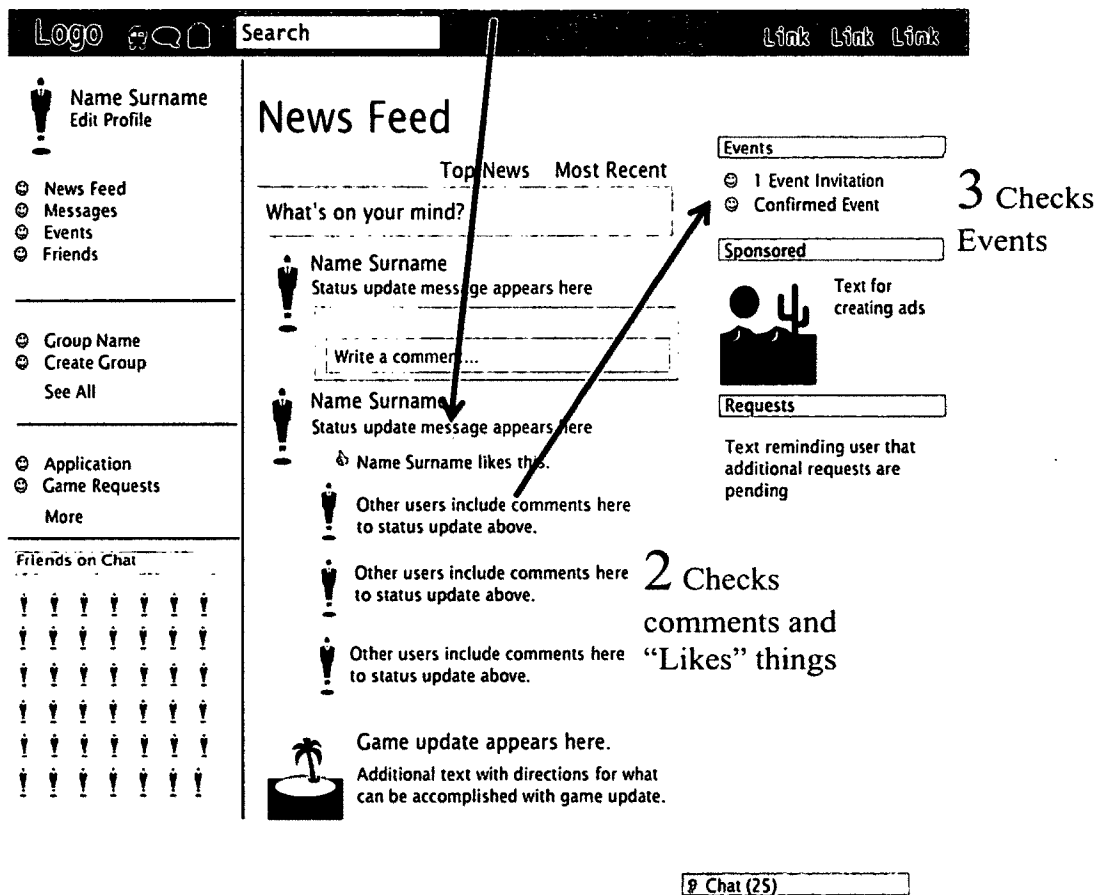 Logo
Search
Link Link Link
Name Surname
Edit Profile
News Feed
Messages
Events
Friends
Group Name
Create Group
See All
Application
Game Requests
More
Friends on Chat
News Feed
Top News Most Recent
What's on your mind?
Name Surname
Status update message appears here
Write a comment...
Name Surname
Status update message appears here
Name Surname likes this.
Other users include comments here
to status update above.
Other users include comments here
to status update above.
Other users include comments here
to status update above.
Game update appears here.
Additional text with directions for what
can be accomplished with game update.
2 Checks
comments and
“Likes” things
Events
1 Event Invitation
Confirmed Event
3 Checks
Events
Sponsored
Text for
creating ads
Requests
Text reminding user that
additional requests are
pending
Chat (25)